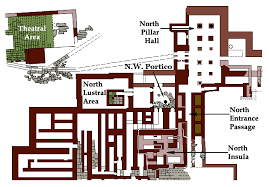 Theatral
Area
North
Pillar
Hall
N.W. Portico
North
Lustral
Area
North
Entrance
Passage
North
Insula